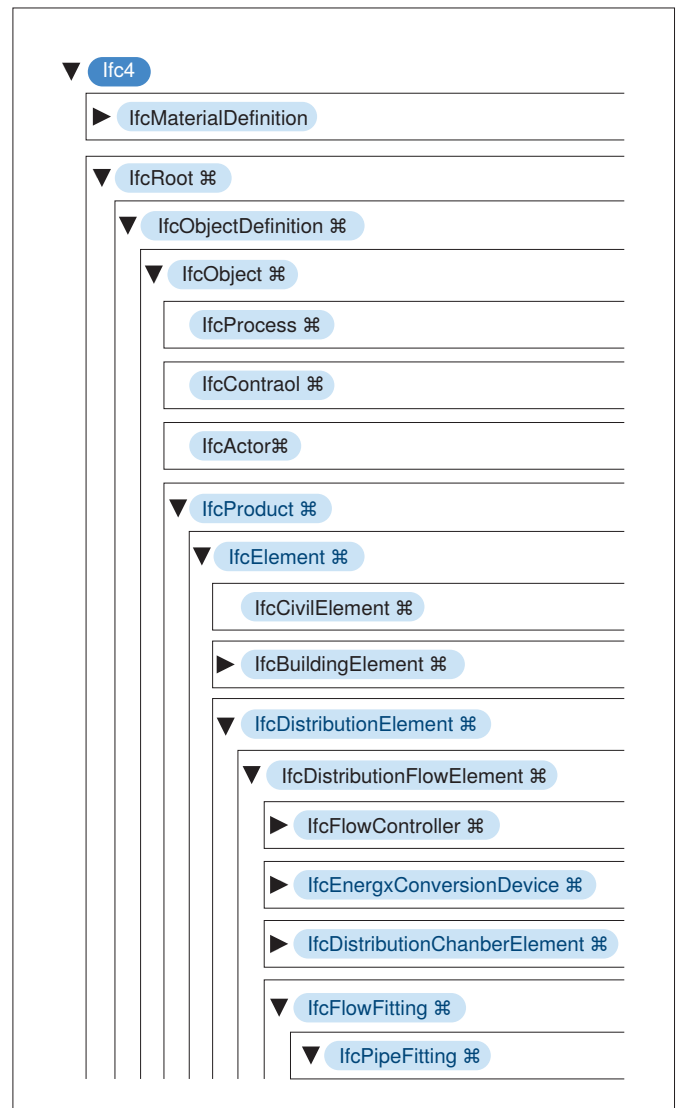 Ifc4
IfcMaterialDefinition
IfcRoot ⌘
IfcObjectDefinition ⌘
IfcObject ⌘
IfcProcess ⌘
IfcContraol ⌘
IfcActor⌘
IfcProduct ⌘
IfcElement ⌘
IfcCivilElement ⌘
IfcBuildingElement ⌘
IfcDistributionElement ⌘
IfcDistributionFlowElement ⌘
IfcFlowController ⌘
IfcEnergxConversionDevice ⌘
IfcDistributionChanberElement ⌘
IfcFlowFitting ⌘
IfcPipeFitting ⌘